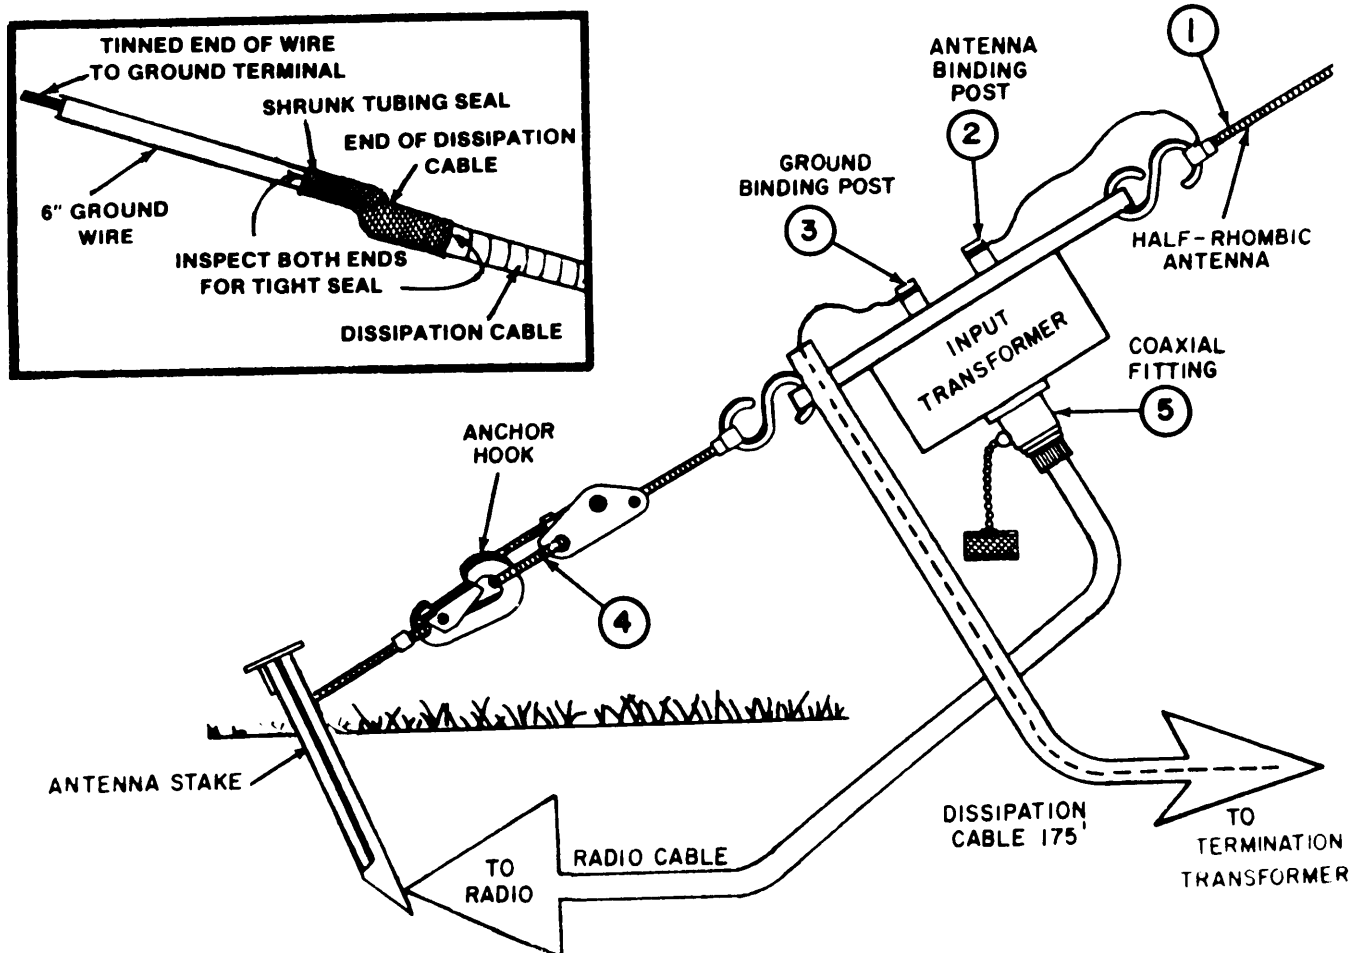 TINNED END OF WIRE
TO GROUND TERMINAL
SHRUNK TUBING SEAL
END OF DISSIPATION
CABLE
6" GROUND
WIRE
INSPECT BOTH ENDS
FOR TIGHT SEAL
DISSIPATION CABLE
1
ANTENNA
BINDING
POST
2
GROUND
BINDING POST
3
HALF-RHOMBIC
ANTENNA
INPUT
TRANSFORMER
COAXIAL
FITTING
5
ANCHOR
HOOK
4
ANTENNA STAKE
TO
RADIO
RADIO CABLE
DISSIPATION
CABLE 175'
TO
TERMINATION
TRANSFORMER